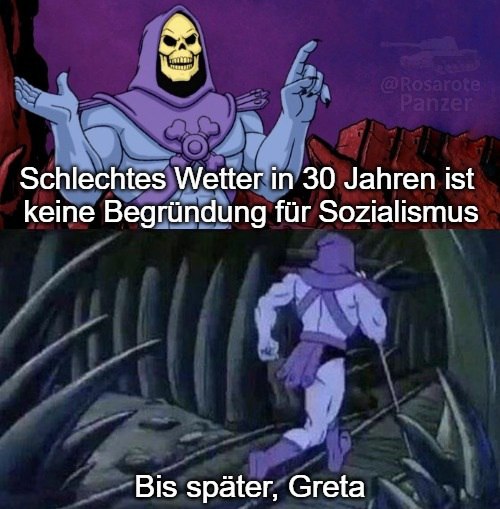 @Rosarote
Panzer
Schlechtes Wetter in 30 Jahren ist
keine Begründung für Sozialismus
Bis später, Greta